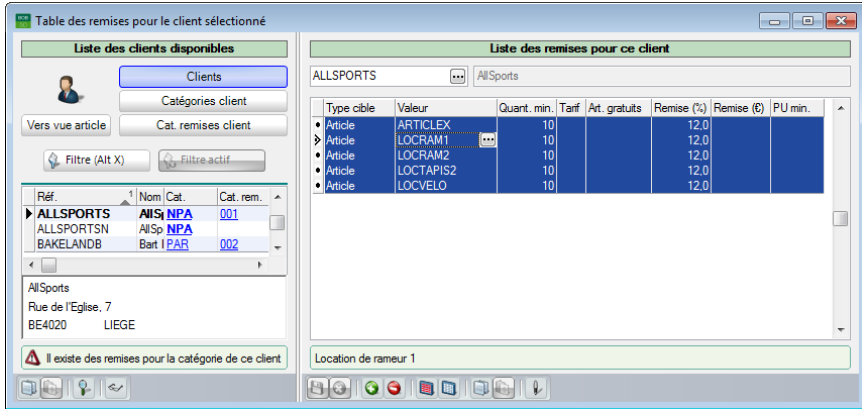 Table des remises pour le client sélectionné
Liste des clients disponibles
Clients
Catégories client
Vers vue article
Cat. remises client
Filtre (Alt X)
Filtre actif
Réf. 1 Nom Cat. Cat. rem.
ALLSPORTS AllS NPA 001
ALLSPORTSN AllSp NPA
BAKELANDB Bart PAR 002
AllSports
Rue de l'Eglise, 7
BE4020 LIEGE
Il existe des remises pour la catégorie de ce client
Liste des remises pour ce client
ALLSPORTS ... AllSports
Type cible Valeur Quant. min. Tarif Art. gratuits Remise (%) Remise (€) PU min.
Article ARTICLEX 10 12,0
Article LOCRAM1 ... 10 12,0
Article LOCRAM2 10 12,0
Article LOCTAPIS2 10 12,0
Article LOCVELO 10 12,0
Location de rameur 1